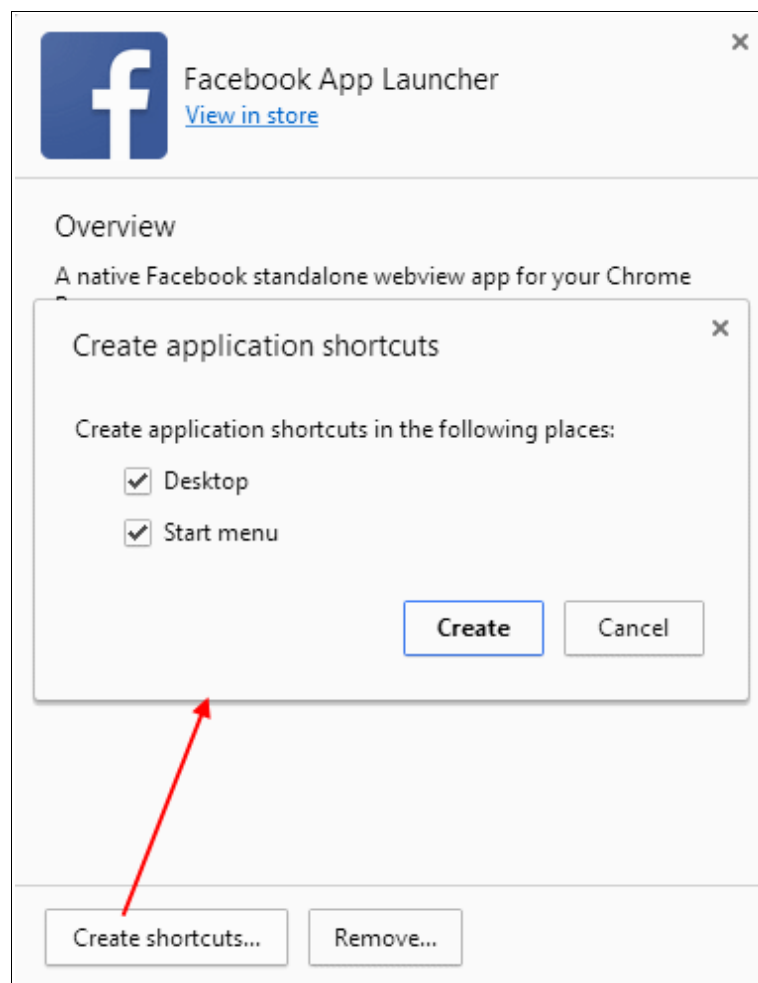 Facebook App Launcher
View in store
Overview
A native Facebook standalone webview app for your Chrome
Create application shortcuts
Create application shortcuts in the following places:
Desktop
Start menu
Create Cancel
Create shortcuts... Remove...